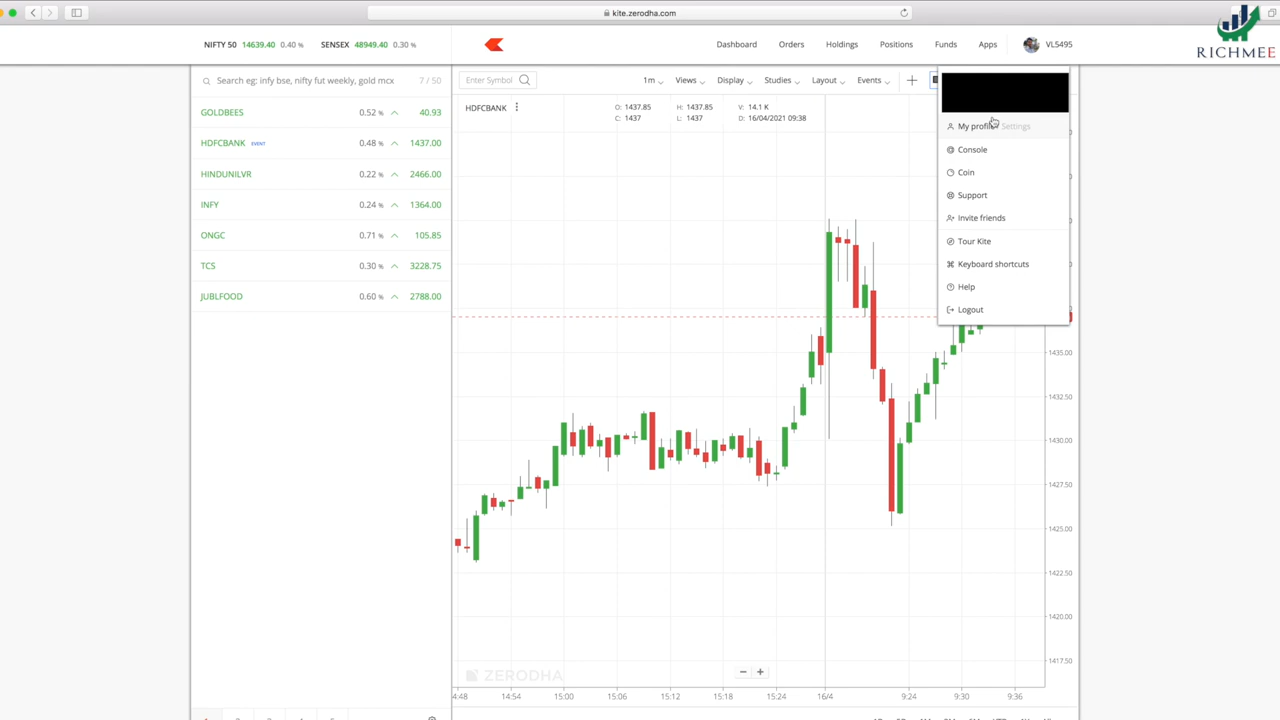 kite.zerodha.com
RICHMEE
NIFTY 50 14639.40 0.40 % SENSEX 48949.40 0.30 %
Dashboard Orders Holdings Positions Funds Apps VL5495
Search eg: infy bse, nifty fut weekly, gold mcx 7 / 50
Enter Symbol 1m Views Display Studies Layout Events
GOLDBEES 0.52 % 40.93
HDFCBANK EVENT 0.48 % 1437.00
HINDUNILVR 0.22 % 2466.00
INFY 0.24 % 1364.00
ONGC 0.71 % 105.85
TCS 0.30 % 3228.75
JUBLFOOD 0.60 % 2788.00
HDFCBANK
O: 1437.85 H: 1437.85 V: 14.1 K
C: 1437 L: 1437 D: 16/04/2021 09:38
My profile Settings
Console
Coin
Support
Invite friends
Tour Kite
Keyboard shortcuts
Help
Logout
1435.00
1432.50
1430.00
1427.50
1425.00
1422.50
1420.00
1417.50
ZERODHA
4:48 14:54 15:00 15:06 15:12 15:18 15:24 16/4 9:24 9:30 9:36